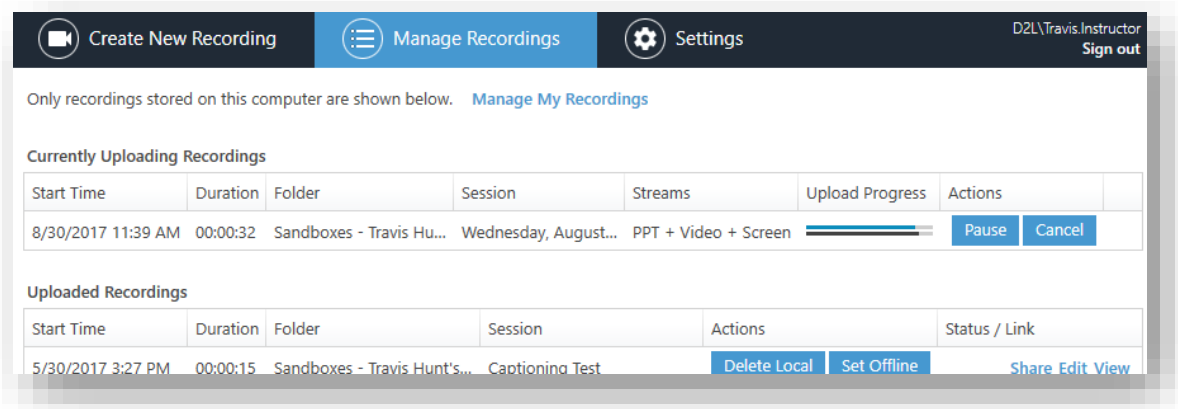 Create New Recording Manage Recordings Settings D2L\Travis.Instructor
Sign out
Only recordings stored on this computer are shown below. Manage My Recordings
Currently Uploading Recordings
Start Time Duration Folder Session Streams Upload Progress Actions
8/30/2017 11:39 AM 00:00:32 Sandboxes - Travis Hu... Wednesday, August... PPT + Video + Screen Pause Cancel
Uploaded Recordings
Start Time Duration Folder Session Actions Status / Link
5/30/2017 3:27 PM 00:00:15 Sandboxes - Travis Hunt's... Captioning Test Delete Local Set Offline Share Edit View